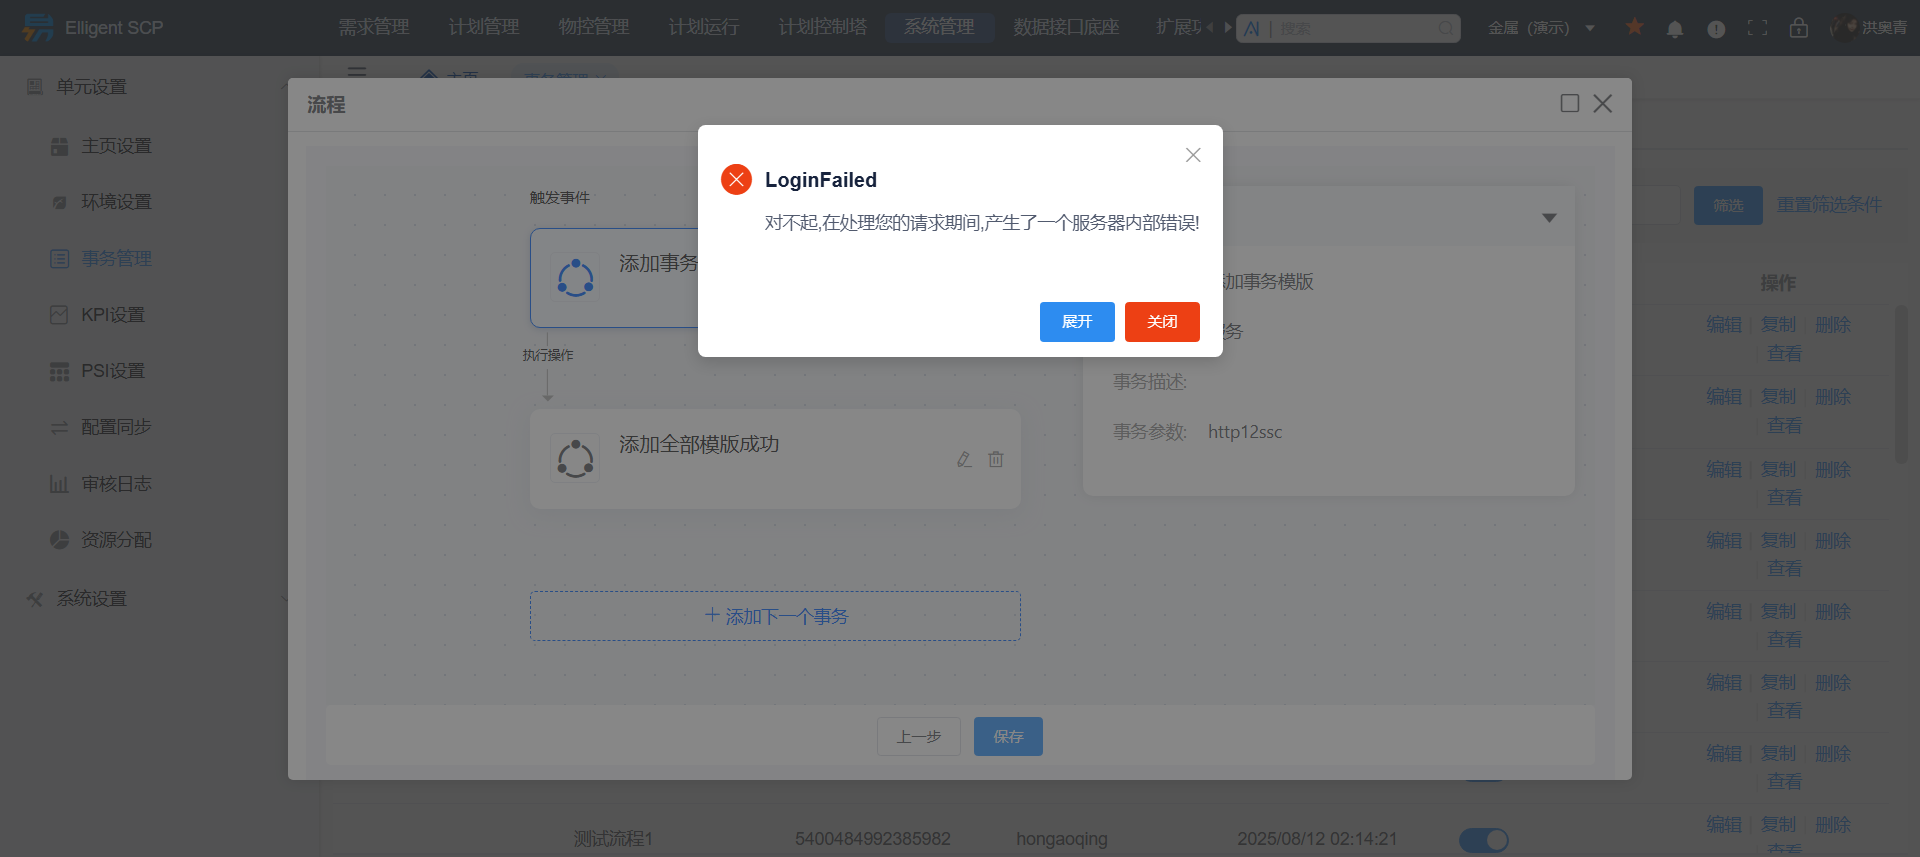 Elligent SCP
需求管理
计划管理
物控管理
计划运行
计划控制塔
系统管理
数据接口底座
扩展
AI
搜索
金属（演示）
洪奥青
单元设置
主页设置
环境设置
事务管理
KPI设置
PSI设置
配置同步
审核日志
资源分配
系统设置
流程
筛选
重置筛选条件
触发事件
添加事务
执行操作
添加全部模版成功
添加下一个事务
上一步
保存
LoginFailed
对不起,在处理您的请求期间,产生了一个服务器内部错误!
展开
关闭
加事务模版
务
事务描述:
事务参数: http12ssc
操作
编辑 复制 删除
查看
编辑 复制 删除
查看
编辑 复制 删除
查看
编辑 复制 删除
查看
编辑 复制 删除
查看
编辑 复制 删除
查看
编辑 复制 删除
查看
测试流程1 5400484992385982 hongaoqing 2025/08/12 02:14:21 编辑 复制 删除